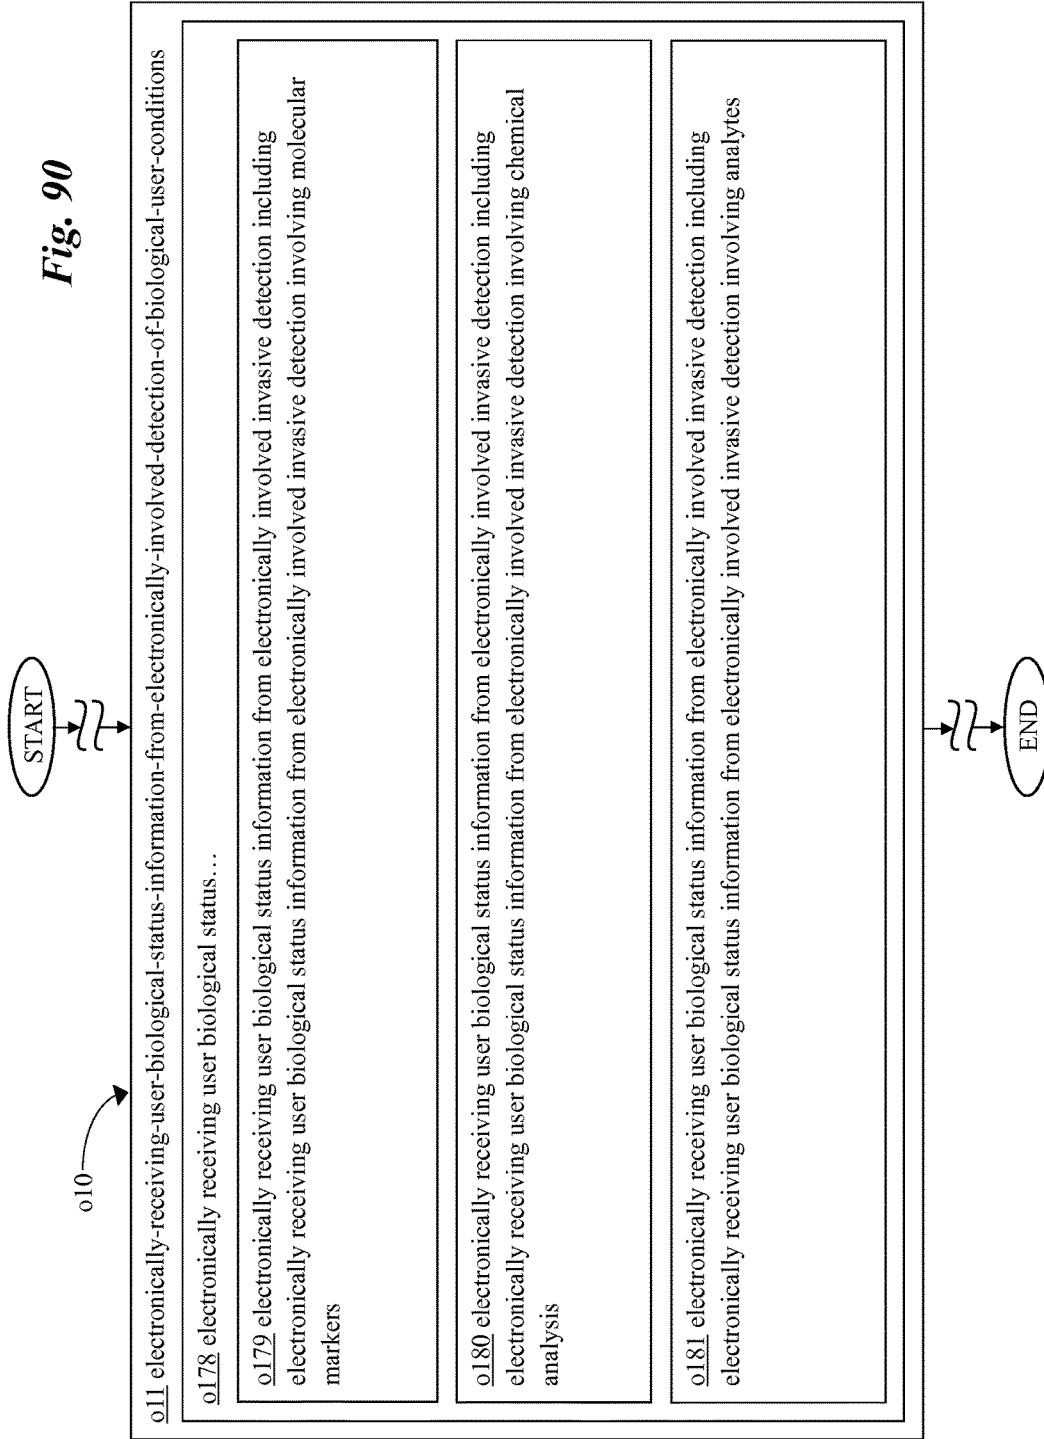 Fig. 90
START
o10
o11 electronically-receiving-user-biological-status-information-from-electronically-involved-detection-of-biological-user-conditions
o178 electronically receiving user biological status…
o179 electronically receiving user biological status information from electronically involved invasive detection including
electronically receiving user biological status information from electronically involved invasive detection involving molecular
markers
o180 electronically receiving user biological status information from electronically involved invasive detection including
electronically receiving user biological status information from electronically involved invasive detection involving chemical
analysis
o181 electronically receiving user biological status information from electronically involved invasive detection including
electronically receiving user biological status information from electronically involved invasive detection involving analytes
END